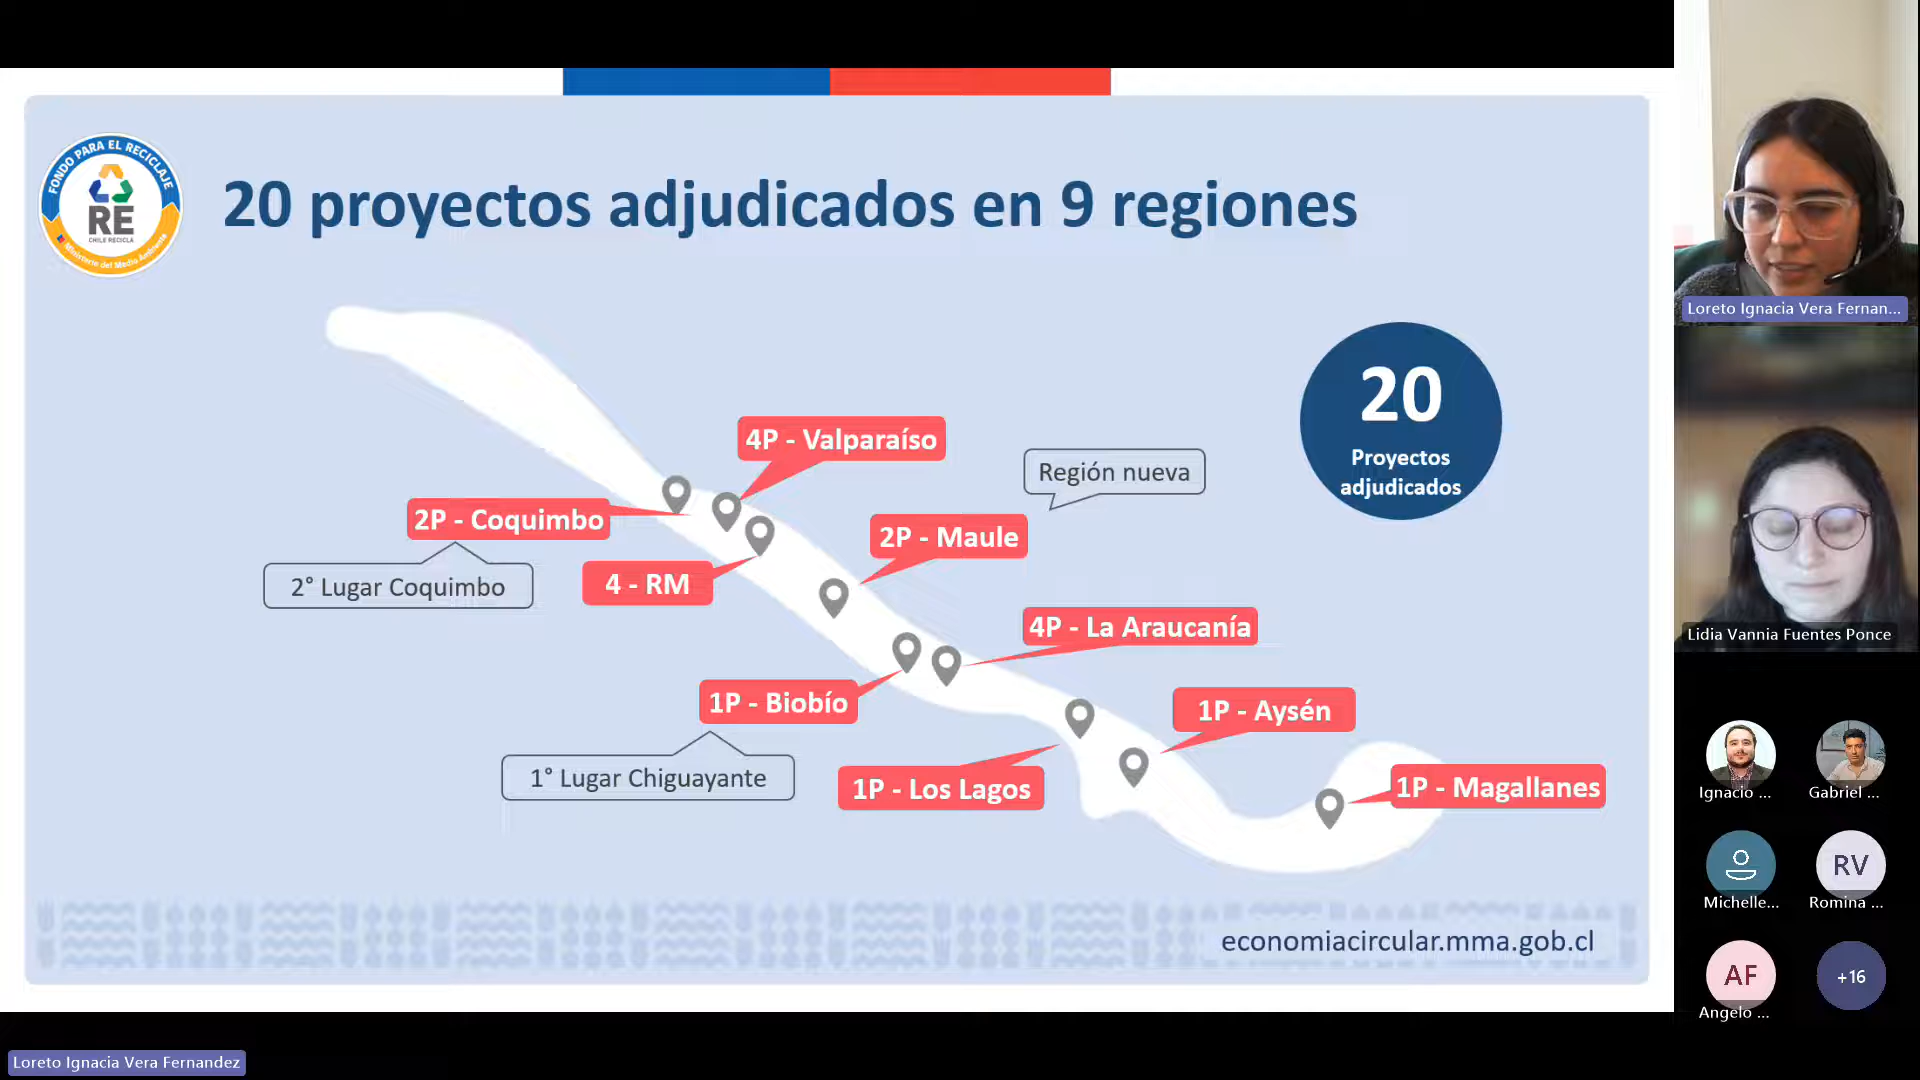 FONDO PARA EL RECICLAJE
RE
CHILE RECICLA
Ministerio del Medio Ambiente
20 proyectos adjudicados en 9 regiones
20
Proyectos
adjudicados
4P - Valparaíso
Región nueva
2P - Coquimbo
2° Lugar Coquimbo
4 - RM
2P - Maule
4P - La Araucanía
1P - Biobío
1° Lugar Chiguayante
1P - Aysén
1P - Los Lagos
1P - Magallanes
economiacircular.mma.gob.cl
Loreto Ignacia Vera Fernan...
Lidia Vannia Fuentes Ponce
Ignacio ...
Gabriel ...
Michelle...
RV
Romina ...
AF
Angelo ...
+16
Loreto Ignacia Vera Fernandez